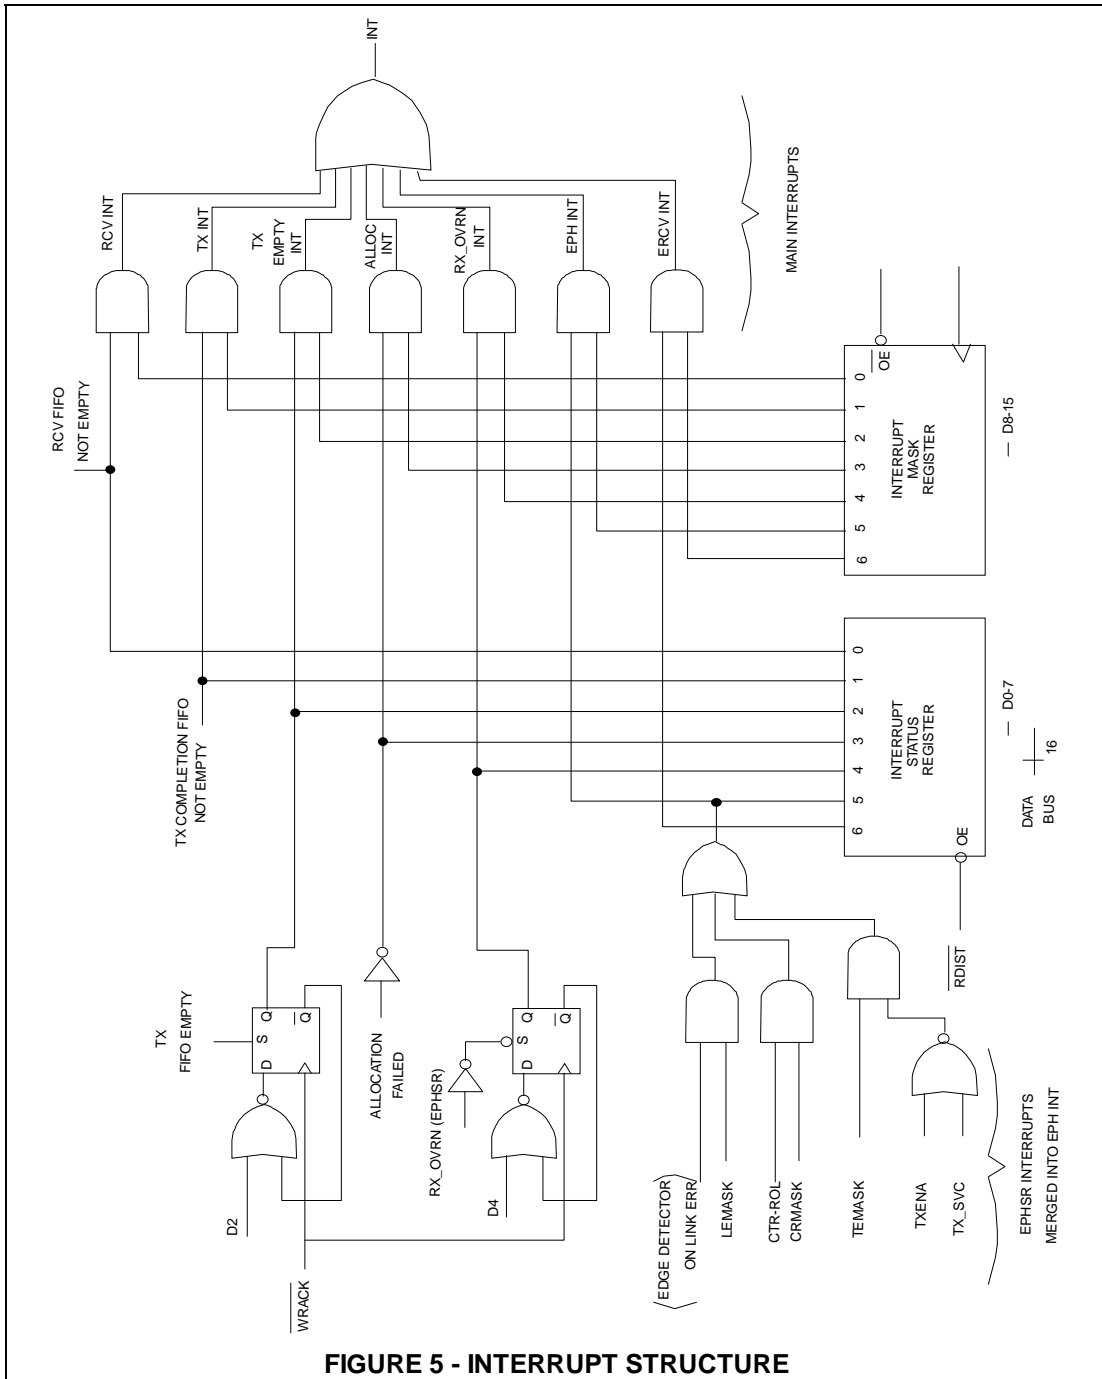 INT
RCV INT
TX INT
TX
EMPTY
INT
ALLOC
INT
RX_OVRN
INT
EPH INT
ERCV INT
MAIN INTERRUPTS
RCV FIFO
NOT EMPTY
OE
0
1
2
3
4
5
6
INTERRUPT
MASK
REGISTER
D8-15
TX COMPLETION FIFO
NOT EMPTY
0
1
2
3
4
5
6
INTERRUPT
STATUS
REGISTER
OE
D0-7
DATA
BUS
16
RDIST
TX
FIFO EMPTY
S
D
Q
Q
D2
WRACK
ALLOCATION
FAILED
RX_OVRN (EPHSR)
S
D
Q
Q
D4
EDGE DETECTOR
ON LINK ERR
LEMASK
CTR-ROL
CRMASK
TEMASK
TXENA
TX_SVC
EPHSR INTERRUPTS
MERGED INTO EPH INT
FIGURE 5 - INTERRUPT STRUCTURE